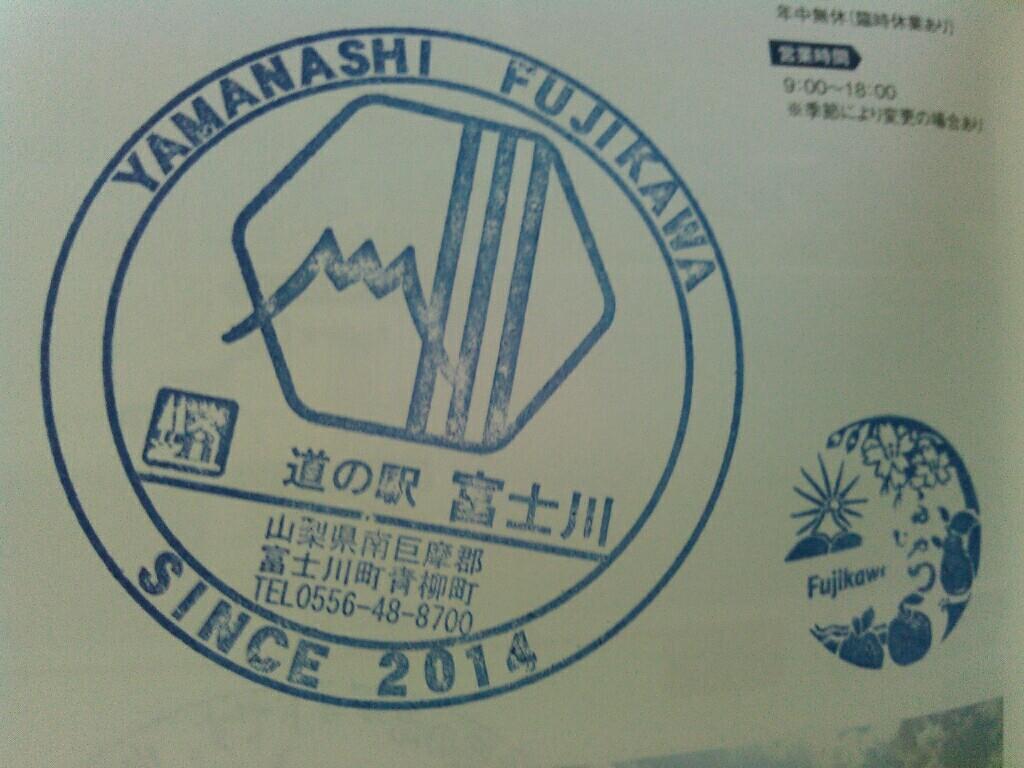 年中無休(臨時休業あり)
営業時間
9:00〜18:00
※季節により変更の場合あり
YAMANASHI FUJIKAWA
道の駅 富士川
山梨県南巨摩郡
富士川町青柳町
TEL0556-48-8700
SINCE 2014
Fujikawa